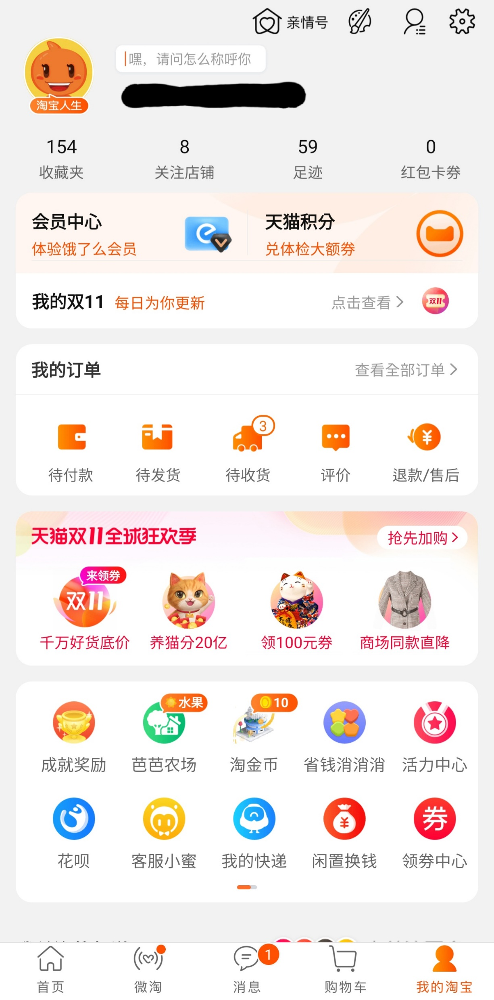 亲情号
嘿，请问怎么称呼你
淘宝人生
154 8 59 0
收藏夹 关注店铺 足迹 红包卡券
会员中心 天猫积分
体验饿了么会员 兑体检大额券
我的双11 每日为你更新 点击查看 双11
我的订单 查看全部订单
3
待付款 待发货 待收货 评价 退款/售后
天猫双11全球狂欢季 抢先加购
来领券
双11
千万好货底价 养猫分20亿 领100元券 商场同款直降
水果 10
成就奖励 芭芭农场 淘金币 省钱消消消 活力中心
券
花呗 客服小蜜 我的快递 闲置换钱 领券中心
1
首页 微淘 消息 购物车 我的淘宝